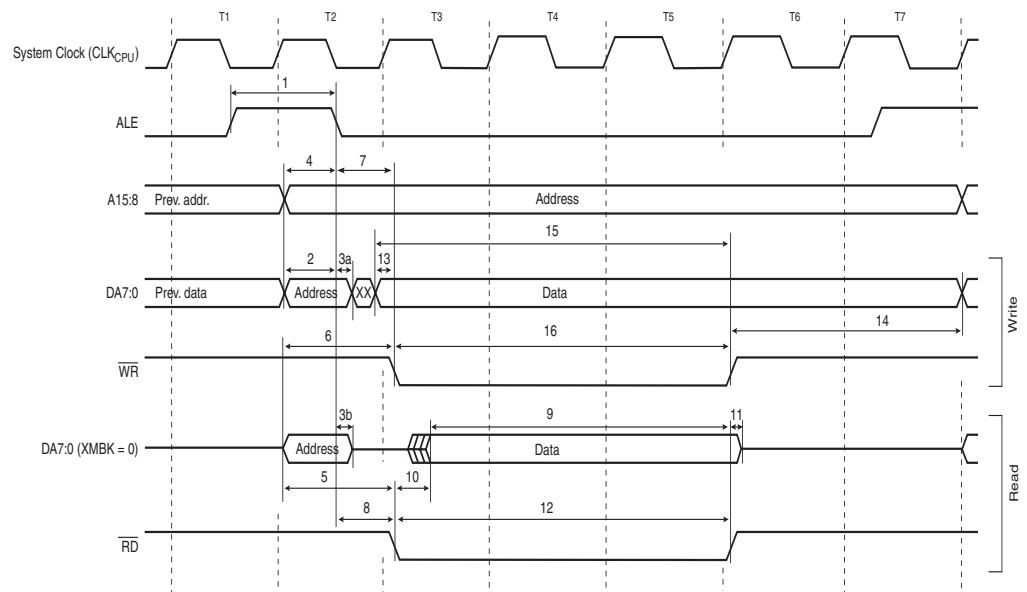 T1 T2 T3 T4 T5 T6 T7
System Clock (CLKCPU)
1
ALE
4 7
A15:8 Prev. addr. Address
15
2 3a 13
DA7:0 Prev. data Address XX Data
14
6 16
WR
Write
3b 9 11
DA7:0 (XMBK = 0) Address Data
5 10
8 12
RD
Read